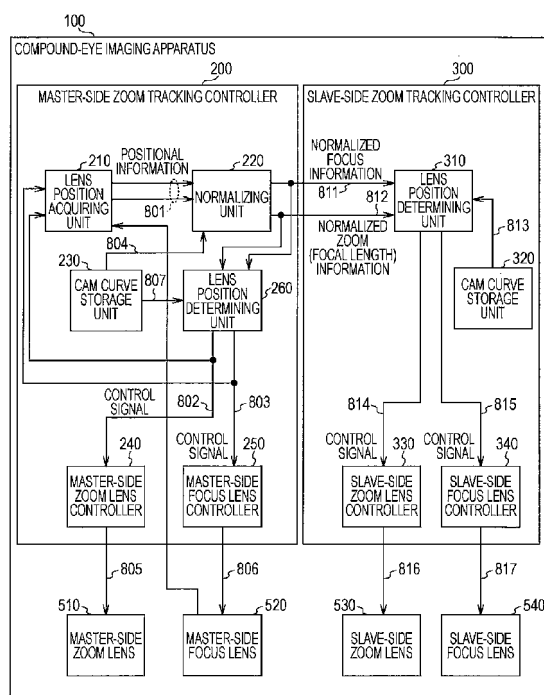 100
COMPOUND-EYE IMAGING APPARATUS
200
MASTER-SIDE ZOOM TRACKING CONTROLLER
210
LENS
POSITION
ACQUIRING
UNIT
POSITIONAL
INFORMATION
801
220
NORMALIZING
UNIT
804
230
CAM CURVE
STORAGE
UNIT
807
260
LENS
POSITION
DETERMINING
UNIT
CONTROL
SIGNAL
802
803
240
MASTER-SIDE
ZOOM LENS
CONTROLLER
CONTROL
SIGNAL
250
MASTER-SIDE
FOCUS LENS
CONTROLLER
805
806
510
MASTER-SIDE
ZOOM LENS
520
MASTER-SIDE
FOCUS LENS
300
SLAVE-SIDE ZOOM TRACKING CONTROLLER
NORMALIZED
FOCUS
INFORMATION
811
812
NORMALIZED
ZOOM
(FOCAL LENGTH)
INFORMATION
310
LENS
POSITION
DETERMINING
UNIT
813
320
CAM CURVE
STORAGE
UNIT
814
815
CONTROL
SIGNAL
330
SLAVE-SIDE
ZOOM LENS
CONTROLLER
CONTROL
SIGNAL
340
SLAVE-SIDE
FOCUS LENS
CONTROLLER
816
817
530
SLAVE-SIDE
ZOOM LENS
540
SLAVE-SIDE
FOCUS LENS